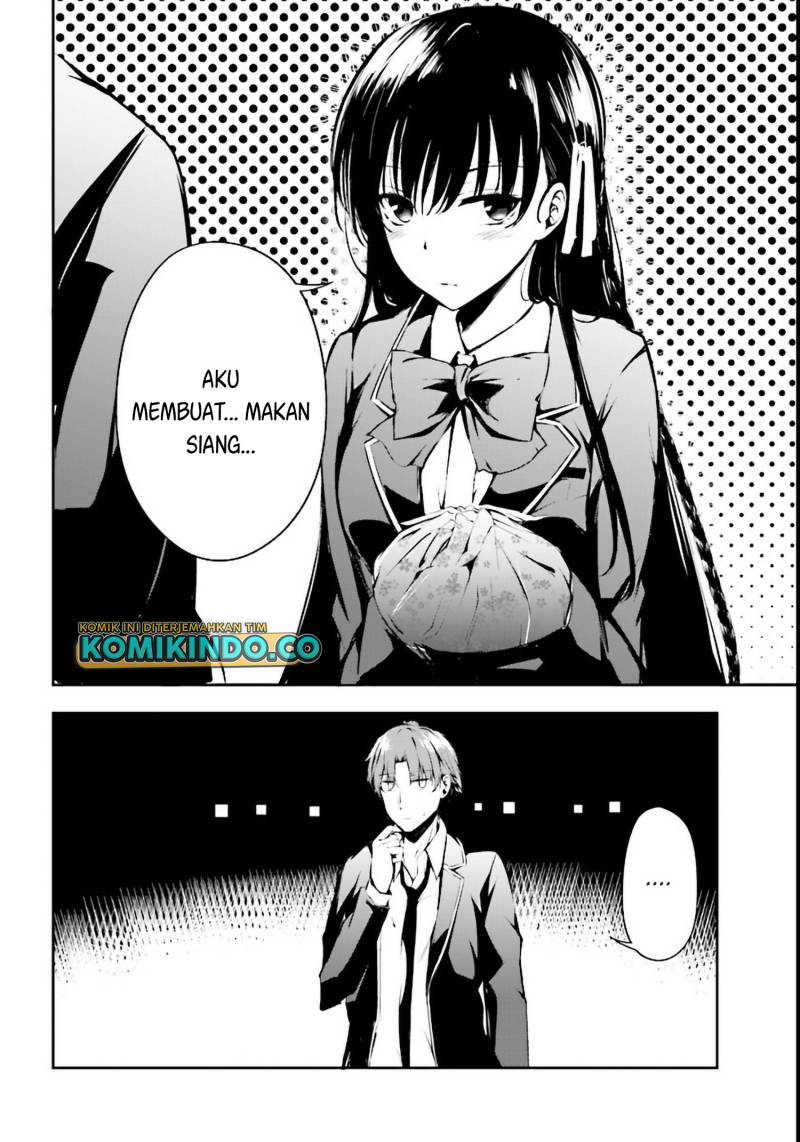 AKU
MEMBUAT... MAKAN
SIANG...
KOMIK INI DITERJEMAHKAN TIM
KOMIKINDO.CO
....